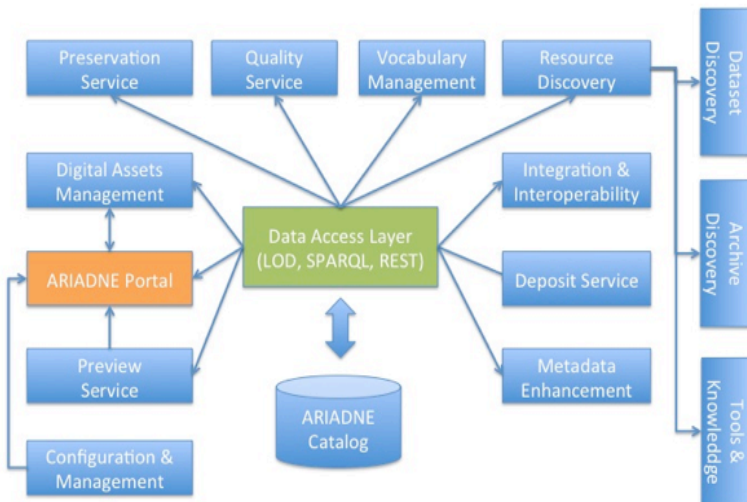 Preservation
Service
Quality
Service
Vocabulary
Management
Resource
Discovery
Dataset
Discovery
Digital Assets
Management
Integration &
Interoperability
Data Access Layer
(LOD, SPARQL, REST)
Archive
Discovery
ARIADNE Portal
Deposit Service
Preview
Service
Metadata
Enhancement
ARIADNE
Catalog
Tools &
Knowleddge
Configuration &
Management